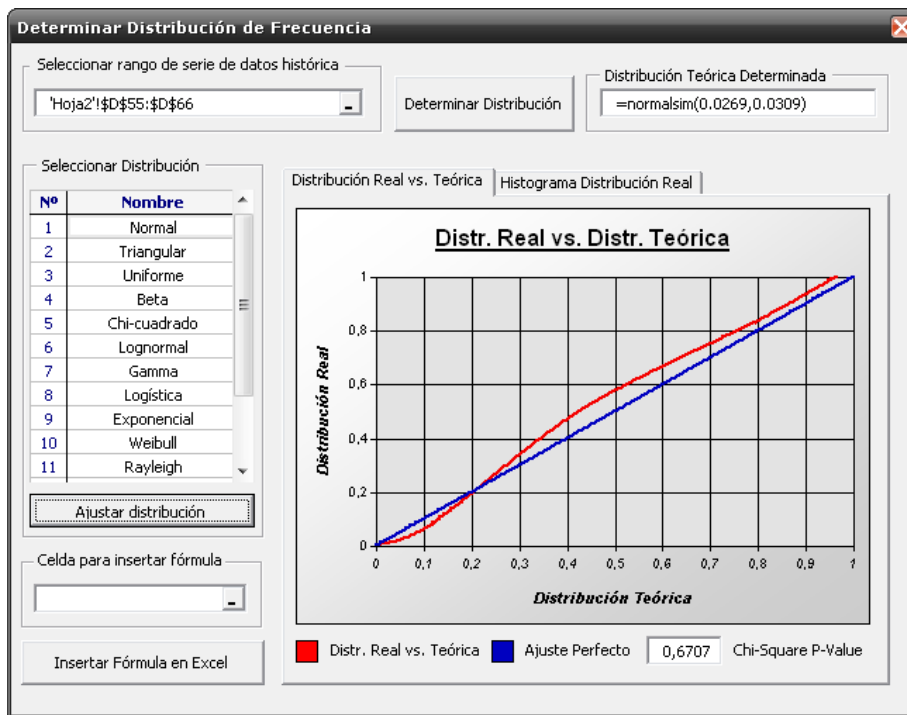 Determinar Distribución de Frecuencia
Seleccionar rango de serie de datos histórica
'Hoja2'!$D$55:$D$66
Determinar Distribución
Distribución Teórica Determinada
=normalsim(0.0269,0.0309)
Seleccionar Distribución
Nº Nombre
1 Normal
2 Triangular
3 Uniforme
4 Beta
5 Chi-cuadrado
6 Lognormal
7 Gamma
8 Logística
9 Exponencial
10 Weibull
11 Rayleigh
Ajustar distribución
Celda para insertar fórmula
Insertar Fórmula en Excel
Distribución Real vs. Teórica
Histograma Distribución Real
Distr. Real vs. Distr. Teórica
Distribución Real
1
0,8
0,6
0,4
0,2
0
0 0,1 0,2 0,3 0,4 0,5 0,6 0,7 0,8 0,9 1
Distribución Teórica
Distr. Real vs. Teórica
Ajuste Perfecto
0,6707
Chi-Square P-Value